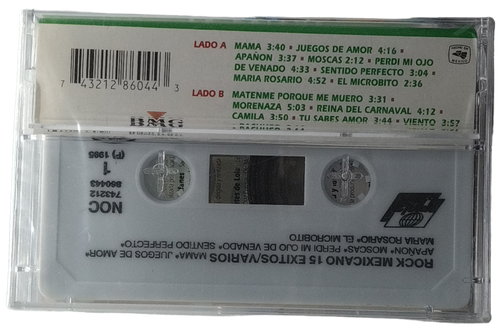 LADO A MAMA 3:40 • JUEGOS DE AMOR 4:16 •
APAÑON 3:37 • MOSCAS 2:12 • PERDI MI OJO
DE VENADO 4:33 • SENTIDO PERFECTO 3:04 •
MARIA ROSARIO 4:52 • EL MICROBITO 2:36
LADO B MATENME PORQUE ME MUERO 3:31 •
MORENAZA 5:03 • REINA DEL CARNAVAL 4:12 •
CAMILA 3:50 • TU SABES AMOR 3:44 • VIENTO 3:57
PACHUCO
7 43212 86044 3
BMG
ROCK MEXICANO 15 EXITOS/VARIOS MAMA* JUEGOS DE AMOR*
APAÑON* MOSCAS* PERDI MI OJO DE VENADO* SENTIDO PERFECTO*
MARIA ROSARIO* EL MICROBITO*
NOC
743212
860443
1
(P) 1995